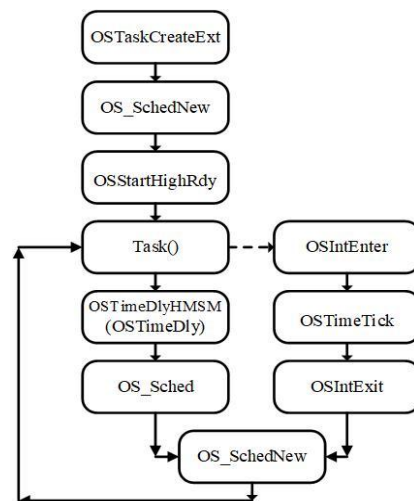 OSTaskCreateExt
OS_SchedNew
OSStartHighRdy
Task()
OSIntEnter
OSTimeDlyHMSM
(OSTimeDly)
OSTimeTick
OS_Sched
OSIntExit
OS_SchedNew